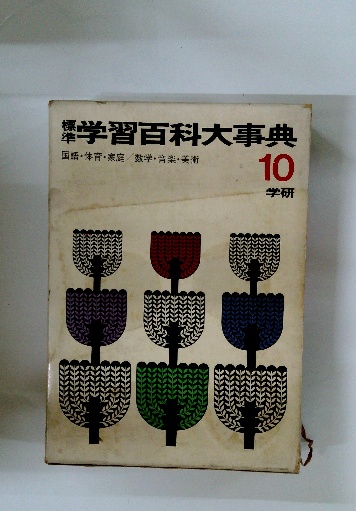 標準学習百科大事典
国語・体育・家庭／数学・音楽・美術
10
学研